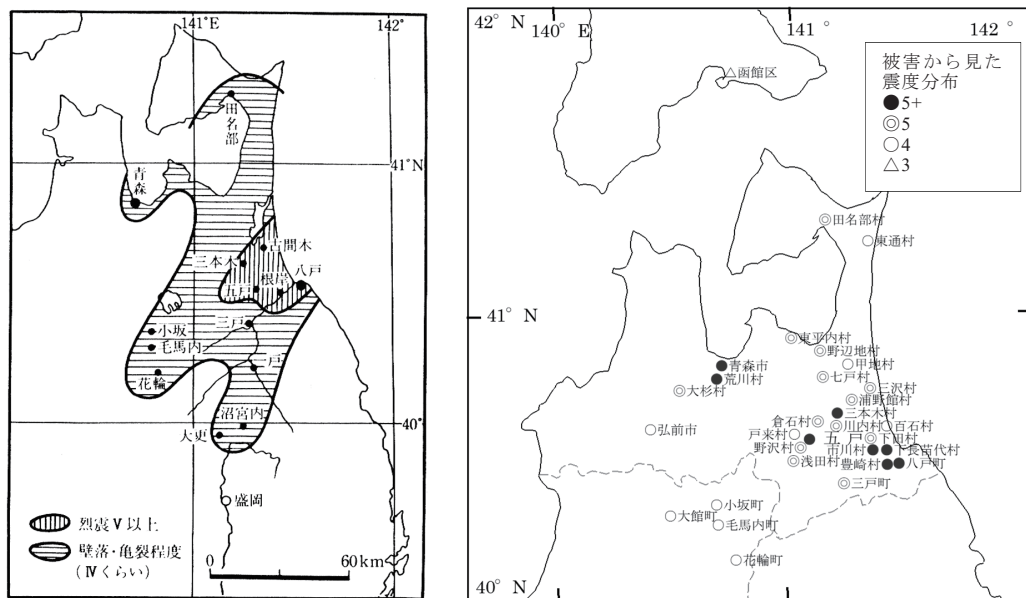 141°E
142°
田名部
41°N
青森
古間木
三本木
八戸
根岸
五戸
三戸
小坂
毛馬内
二戸
花輪
沼宮内
40°
大更
盛岡
烈震Ⅴ以上
壁落・亀裂程度
(Ⅳくらい)
0
60km
42° N
140° E
141°
142°
被害から見た
震度分布
5+
5
4
3
函館区
田名部村
東通村
41° N
東平内村
野辺地村
甲地村
青森市
荒川村
七戸村
大杉村
三沢村
浦野館村
三本木村
倉石村
川内村
百石村
弘前市
戸来村
五戸
下田村
野沢村
市川村
下長苗代村
浅田村
豊崎村
八戸町
三戸町
小坂町
大館町
毛馬内町
花輪町
40° N